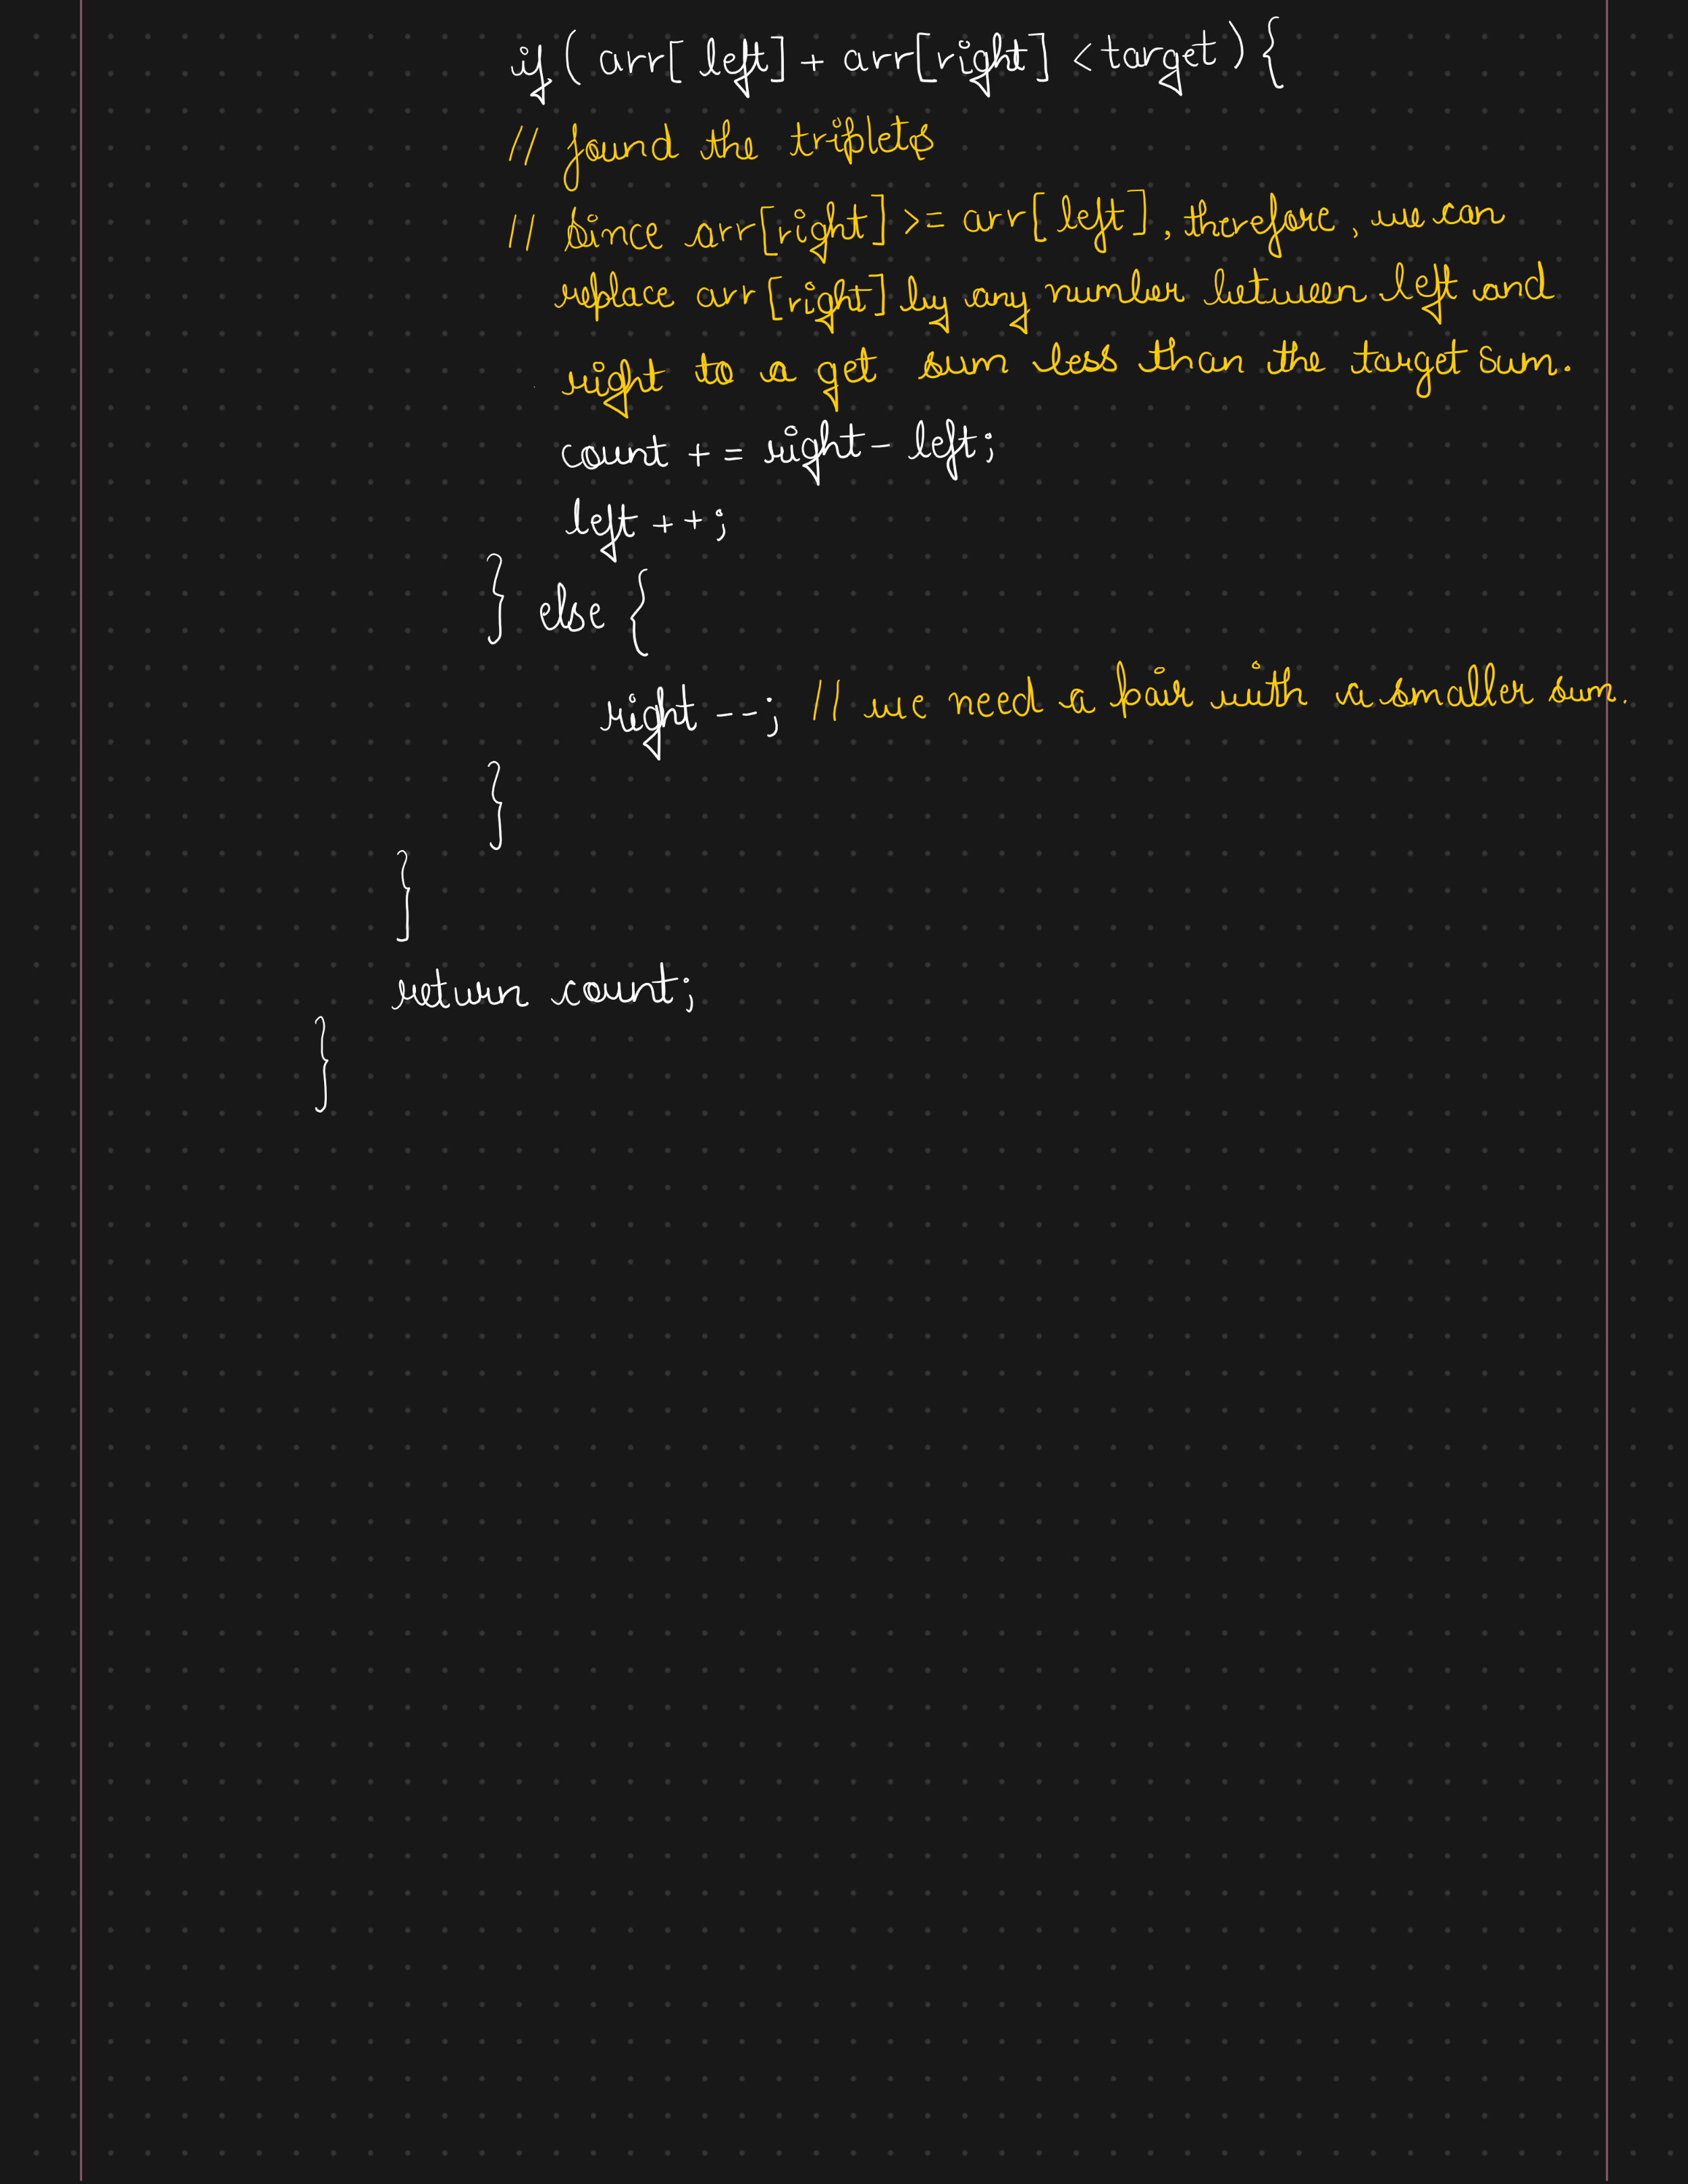 if ( arr[ left] + arr[right] < target ) {
// found the triplets
// Since arr[right] >= arr[ left ], therefore, we can
replace arr[right] by any number between left and
right to a get sum less than the target sum.
count + = right - left;
left ++;
} else {
right --; // we need a pair with a smaller sum.
}
}
return count;
}